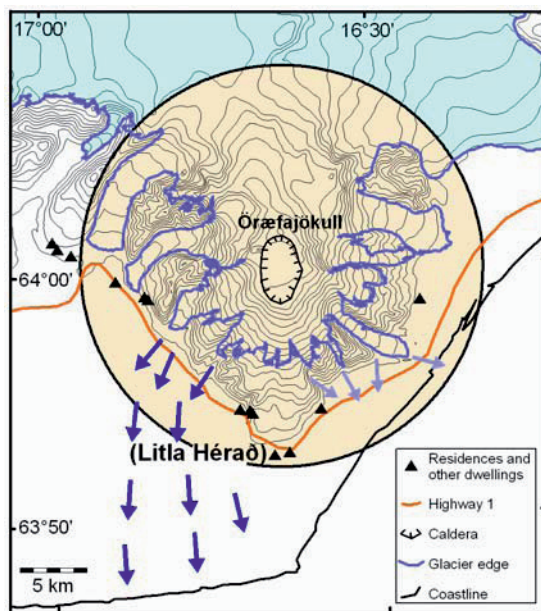 17°00'
16°30'
Öræfajökull
64°00'
(Litla Hérað)
63°50'
5 km
Residences and
other dwellings
Highway 1
Caldera
Glacier edge
Coastline